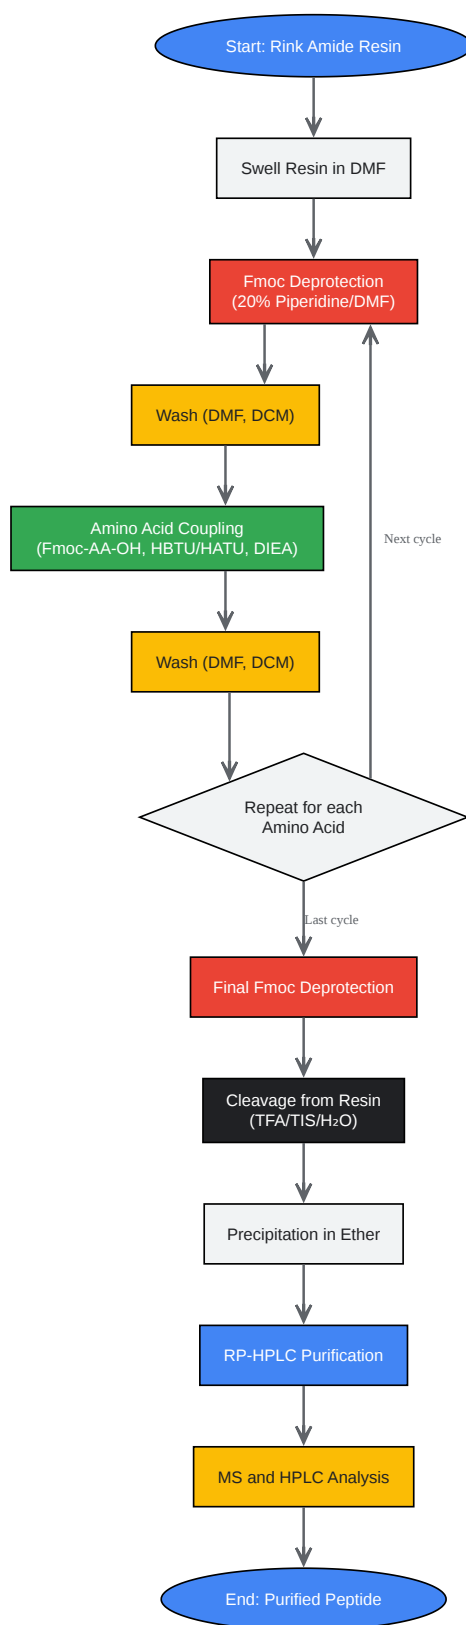 Start: Rink Amide Resin
Swell Resin in DMF
Fmoc Deprotection
(20% Piperidine/DMF)
Wash (DMF, DCM)
Amino Acid Coupling
(Fmoc-AA-OH, HBTU/HATU, DIEA)
Next cycle
Wash (DMF, DCM)
Repeat for each
Amino Acid
Last cycle
Final Fmoc Deprotection
Cleavage from Resin
(TFA/TIS/H₂O)
Precipitation in Ether
RP-HPLC Purification
MS and HPLC Analysis
End: Purified Peptide